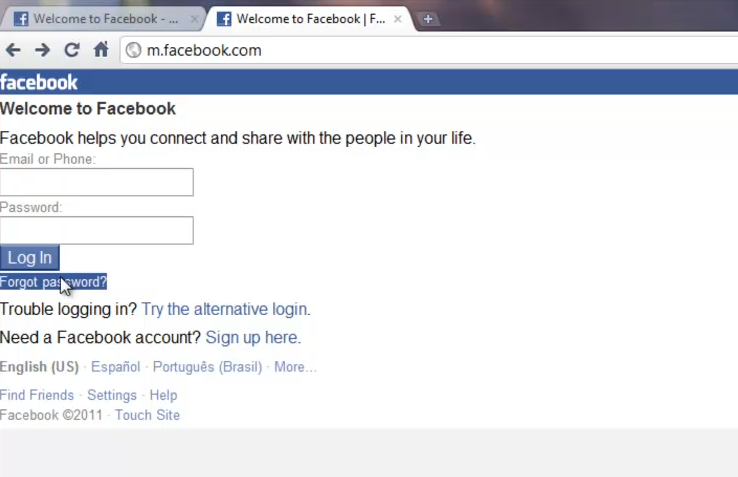 Welcome to Facebook - ...
Welcome to Facebook | F...
m.facebook.com
facebook
Welcome to Facebook
Facebook helps you connect and share with the people in your life.
Email or Phone:
Password:
Log In
Forgot password?
Trouble logging in? Try the alternative login.
Need a Facebook account? Sign up here.
English (US) · Español · Português (Brasil) · More...
Find Friends · Settings · Help
Facebook ©2011 · Touch Site